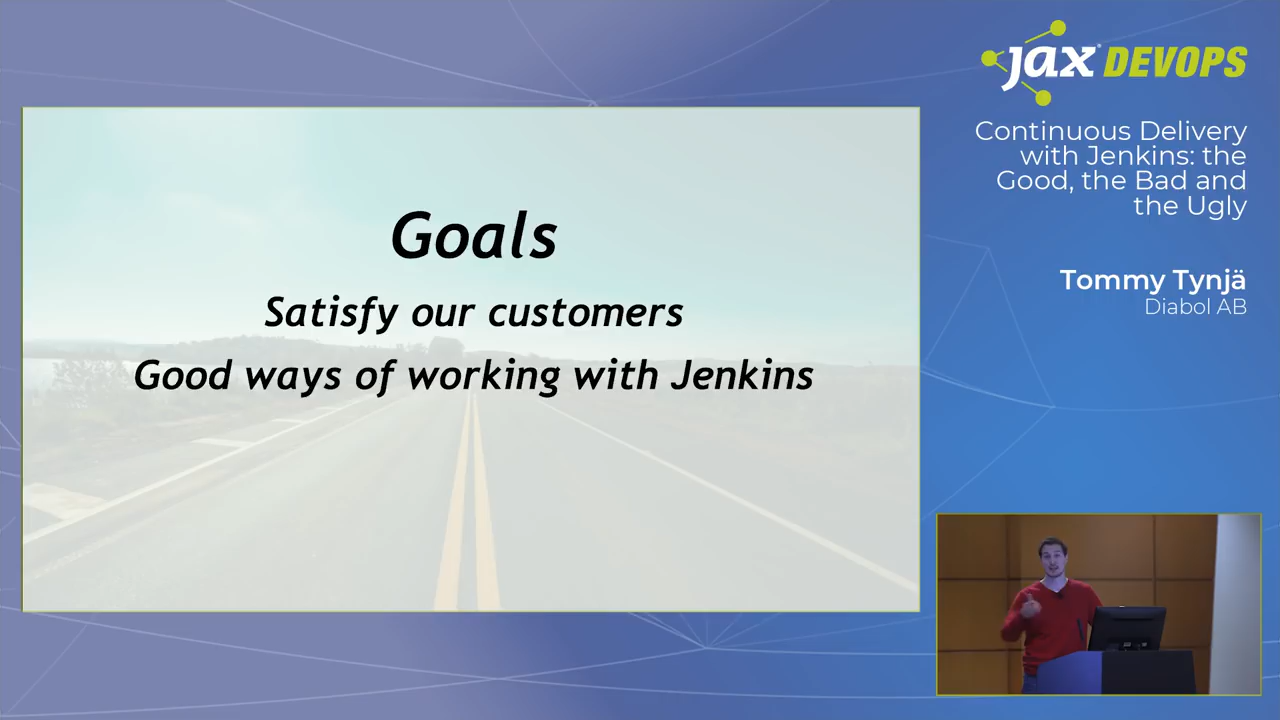 Goals
Satisfy our customers
Good ways of working with Jenkins
JAX DEVOPS
Continuous Delivery
with Jenkins: the
Good, the Bad and
the Ugly
Tommy Tynjä
Diabol AB